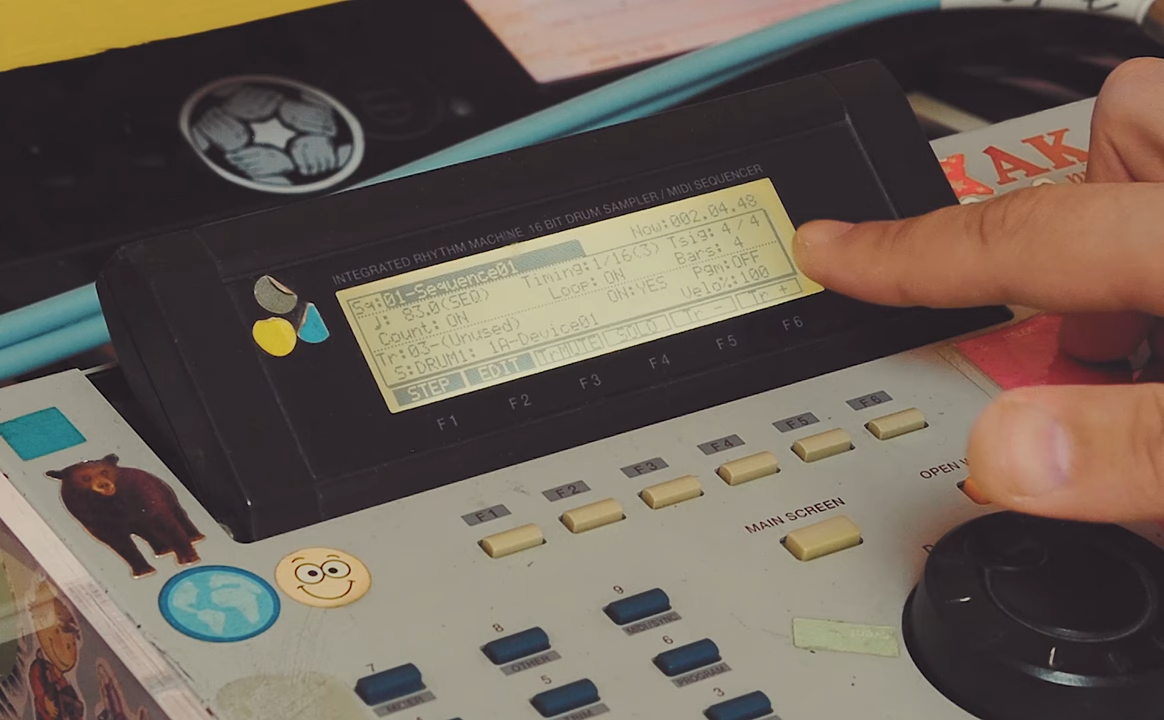 AK
INTEGRATED RHYTHM MACHINE 16 BIT DRUM SAMPLER / MIDI SEQUENCER
Sq:01-Sequence01 Now:002.04.48
♩: 83.0(SEQ) Timing:1/16(3) Tsig: 4/4
Count: ON Loop: ON Bars: 4
Tr:03-(Unused) ON:YES Pgm:OFF
S:DRUM1: 1A-Device01 Velo%:100
STEP EDIT TrMUTE SOLO Tr - Tr +
F1 F2 F3 F4 F5 F6
F1 F2 F3 F4 F5 F6
MAIN SCREEN OPEN
7 8 9
OTHER MIDI/SYNC
5 6 3
PROGRAM